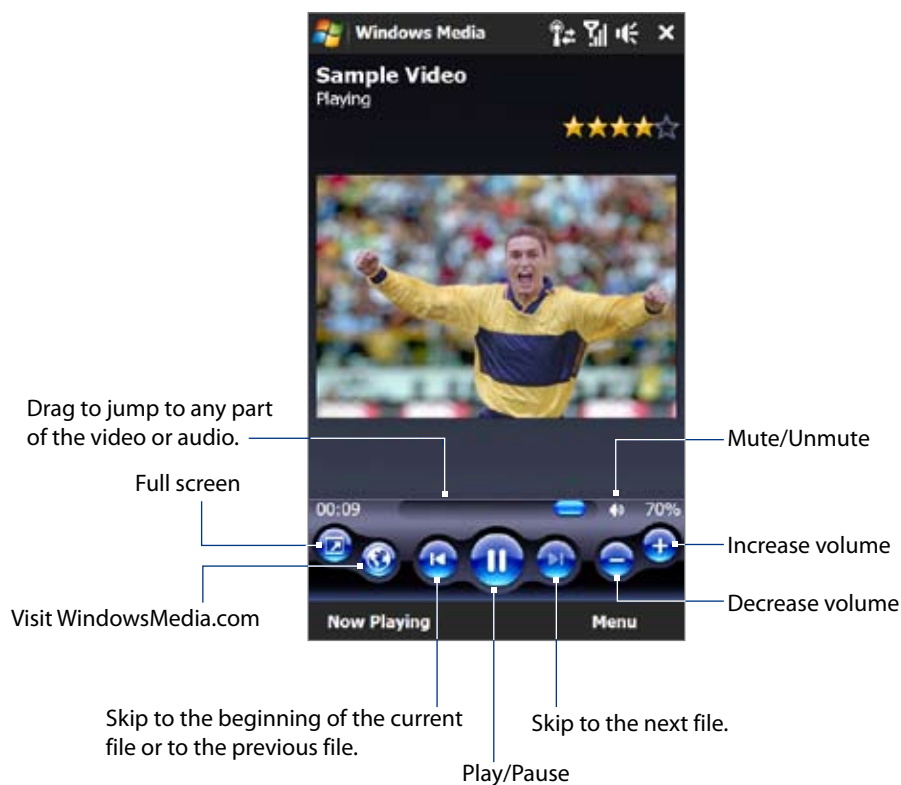 Windows Media
Sample Video
Playing
Drag to jump to any part
of the video or audio.
Mute/Unmute
Full screen
00:09
70%
Increase volume
Decrease volume
Visit WindowsMedia.com
Now Playing
Menu
Skip to the beginning of the current
file or to the previous file.
Skip to the next file.
Play/Pause